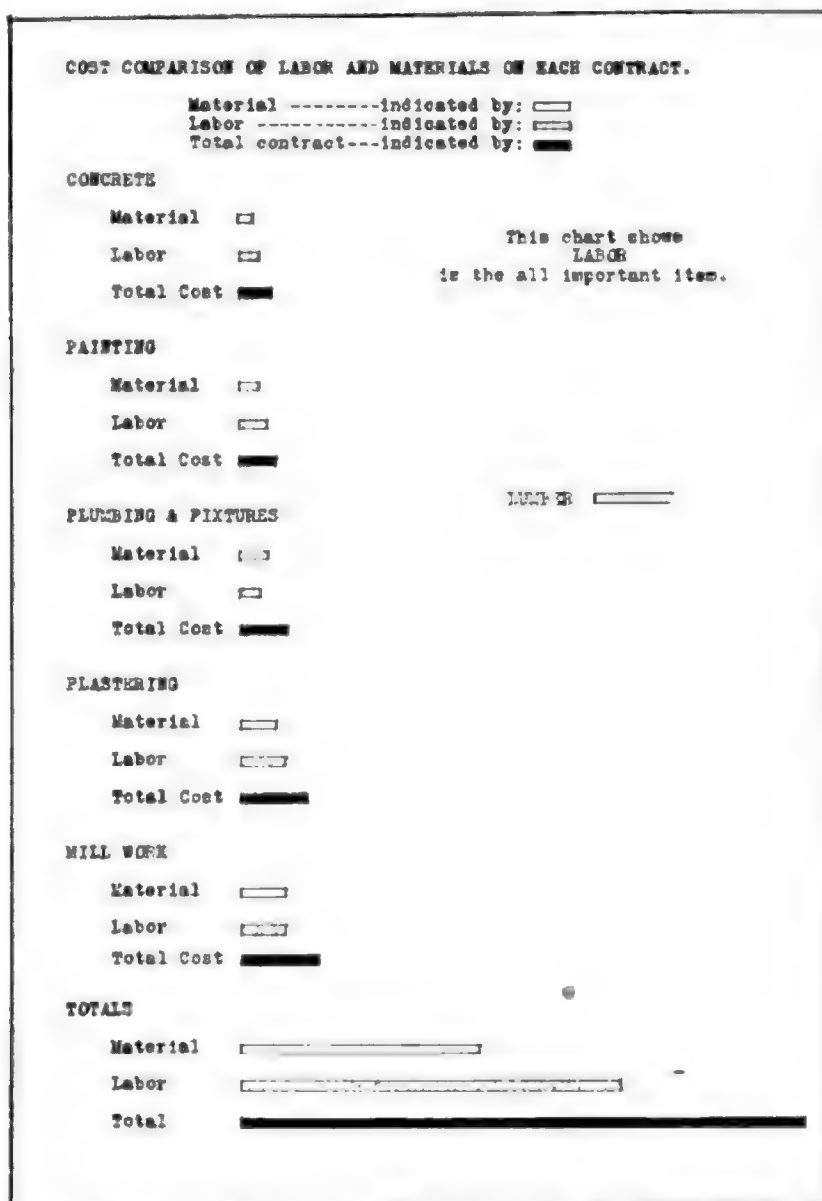 COST COMPARISON OF LABOR AND MATERIALS ON EACH CONTRACT.
Material --------indicated by:
Labor -----------indicated by:
Total contract---indicated by:
CONCRETE
Material
Labor
Total Cost
This chart shows
LABOR
is the all important item.
PAINTING
Material
Labor
Total Cost
LUMBER
PLUMBING & FIXTURES
Material
Labor
Total Cost
PLASTERING
Material
Labor
Total Cost
MILL WORK
Material
Labor
Total Cost
TOTALS
Material
Labor
Total